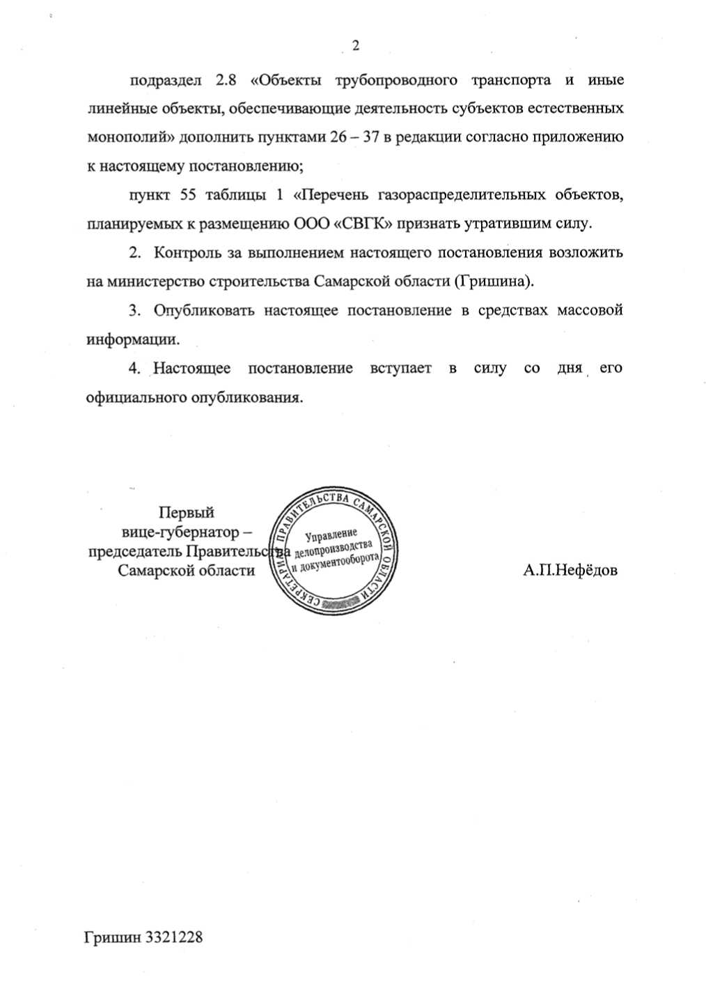 2
подраздел 2.8 «Объекты трубопроводного транспорта и иные
линейные объекты, обеспечивающие деятельность субъектов естественных
монополий» дополнить пунктами 26 – 37 в редакции согласно приложению
к настоящему постановлению;
пункт 55 таблицы 1 «Перечень газораспределительных объектов,
планируемых к размещению ООО «СВГК» признать утратившим силу.
2. Контроль за выполнением настоящего постановления возложить
на министерство строительства Самарской области (Гришина).
3. Опубликовать настоящее постановление в средствах массовой
информации.
4. Настоящее постановление вступает в силу со дня его
официального опубликования.
Первый
вице-губернатор –
председатель Правительства
Самарской области
СЕКРЕТАРИАТ ПРАВИТЕЛЬСТВА САМАРСКОЙ ОБЛАСТИ
Управление
делопроизводства
и документооборота
А.П.Нефёдов
Гришин 3321228